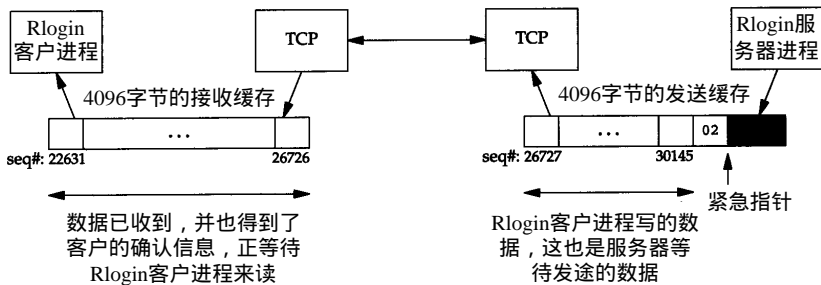 Rlogin
客户进程
TCP
TCP
Rlogin服
务器进程
4096字节的接收缓存
4096字节的发送缓存
...
...
02
seq#: 22631
26726
seq#: 26727
30145
紧急指针
数据已收到，并也得到了
客户的确认信息，正等待
Rlogin客户进程来读
Rlogin客户进程写的数
据，这也是服务器等
待发途的数据